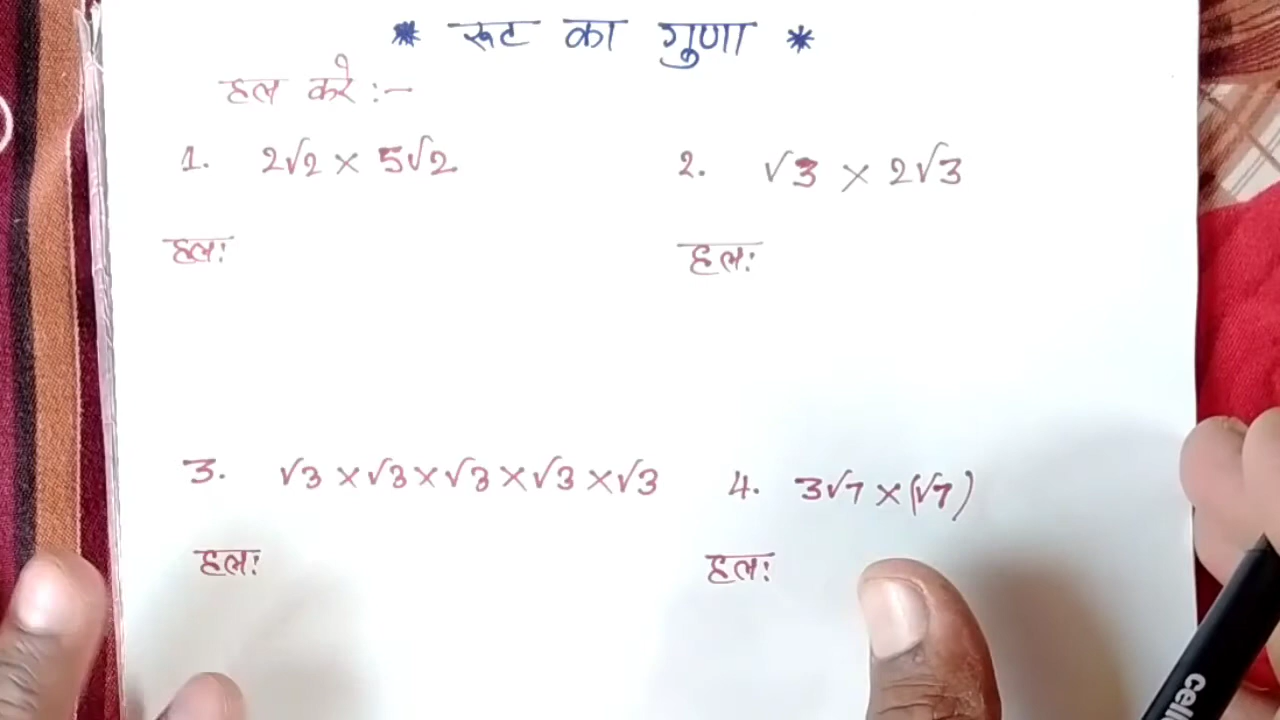 * रूट का गुणा *
हल करे :-
1. 2√2 × 5√2
2. √3 × 2√3
हलः
हलः
3. √3 × √3 × √3 × √3 × √3
4. 3√7 × (√7)
हलः
हलः
cell